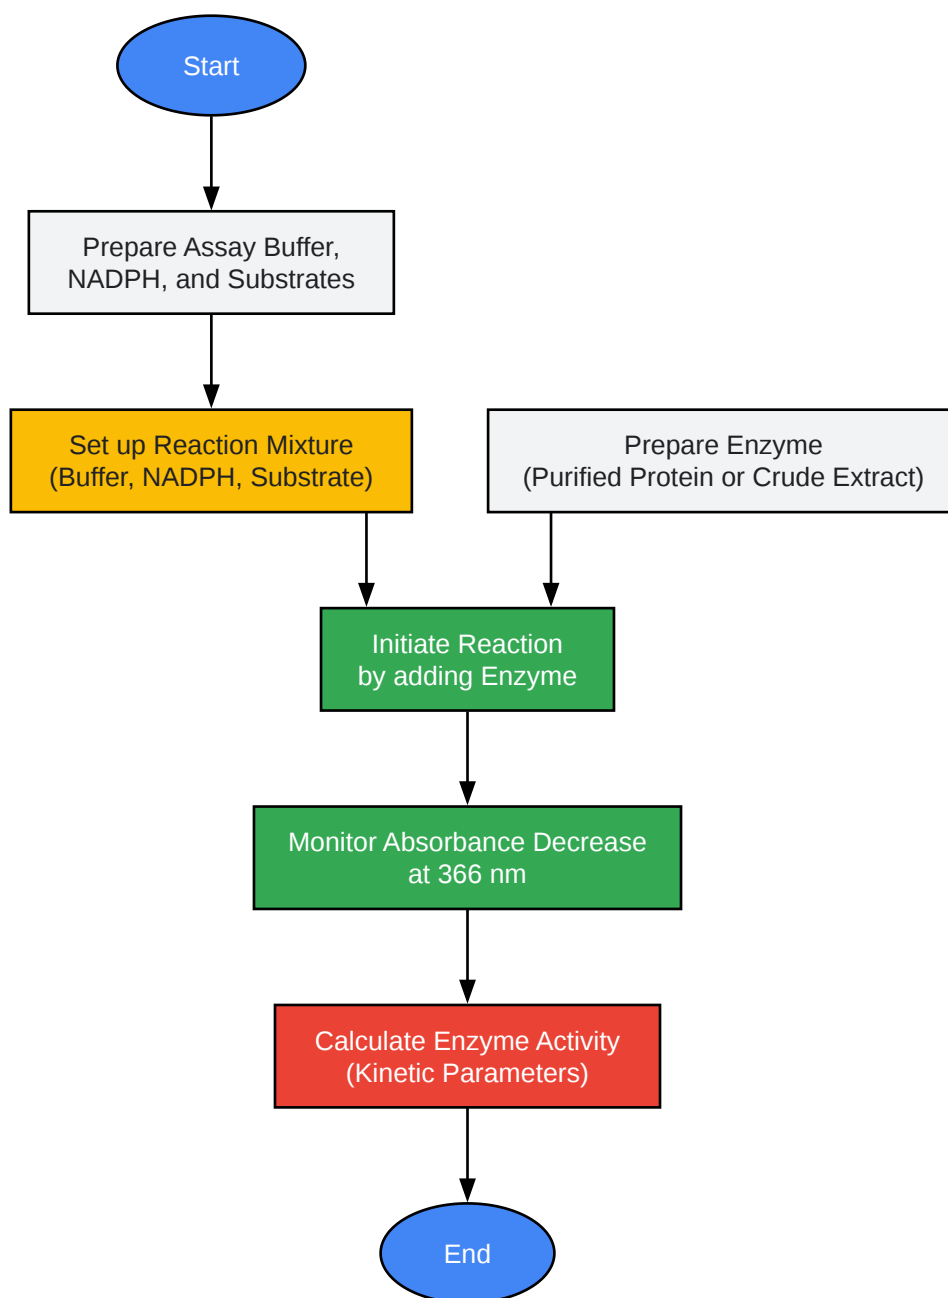 Start
Prepare Assay Buffer,
NADPH, and Substrates
Set up Reaction Mixture
(Buffer, NADPH, Substrate)
Prepare Enzyme
(Purified Protein or Crude Extract)
Initiate Reaction
by adding Enzyme
Monitor Absorbance Decrease
at 366 nm
Calculate Enzyme Activity
(Kinetic Parameters)
End